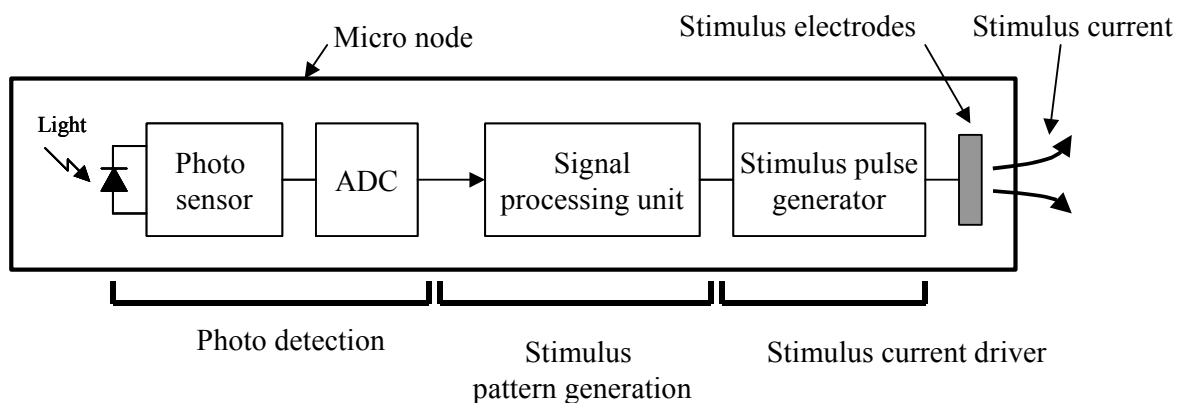 Micro node
Stimulus electrodes
Stimulus current
Light
Photo
sensor
ADC
Signal
processing unit
Stimulus pulse
generator
Photo detection
Stimulus
pattern generation
Stimulus current driver